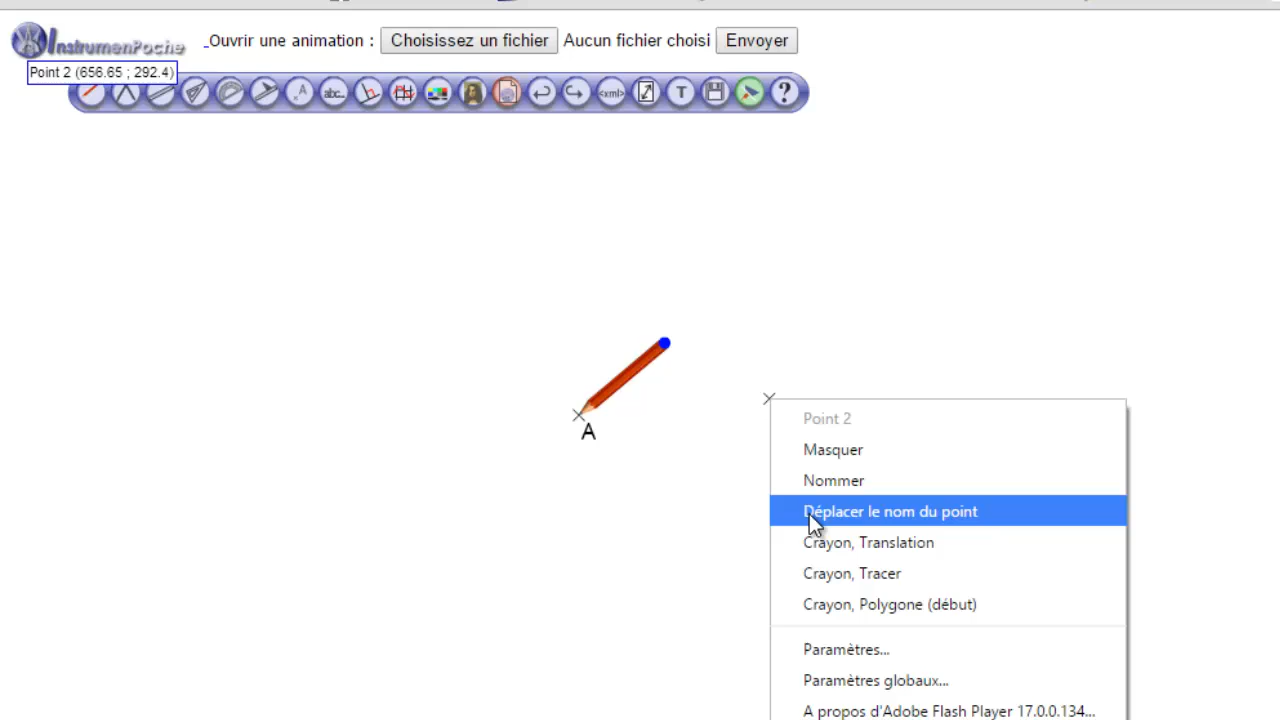 InstrumenPoche Ouvrir une animation : Choisissez un fichier Aucun fichier choisi Envoyer
Point 2 (656.65 ; 292.4)
A abc.. <xml> T ?
A
Point 2
Masquer
Nommer
Déplacer le nom du point
Crayon, Translation
Crayon, Tracer
Crayon, Polygone (début)
Paramètres...
Paramètres globaux...
A propos d'Adobe Flash Player 17.0.0.134...